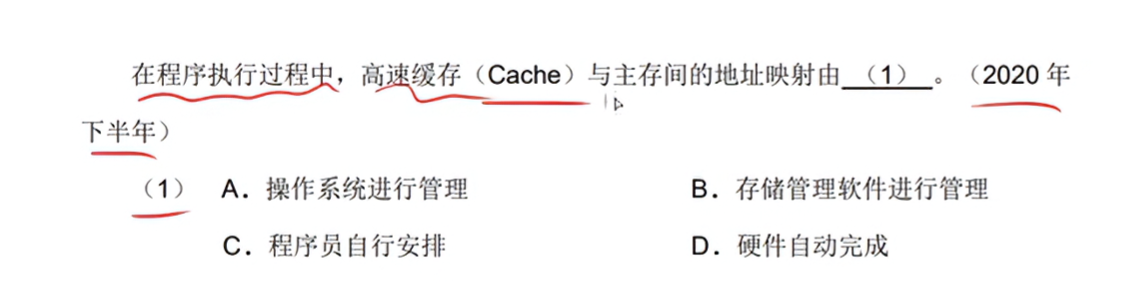 在程序执行过程中，高速缓存（Cache）与主存间的地址映射由 （1） 。（2020 年
下半年）
（1） A．操作系统进行管理 B．存储管理软件进行管理
C．程序员自行安排 D．硬件自动完成